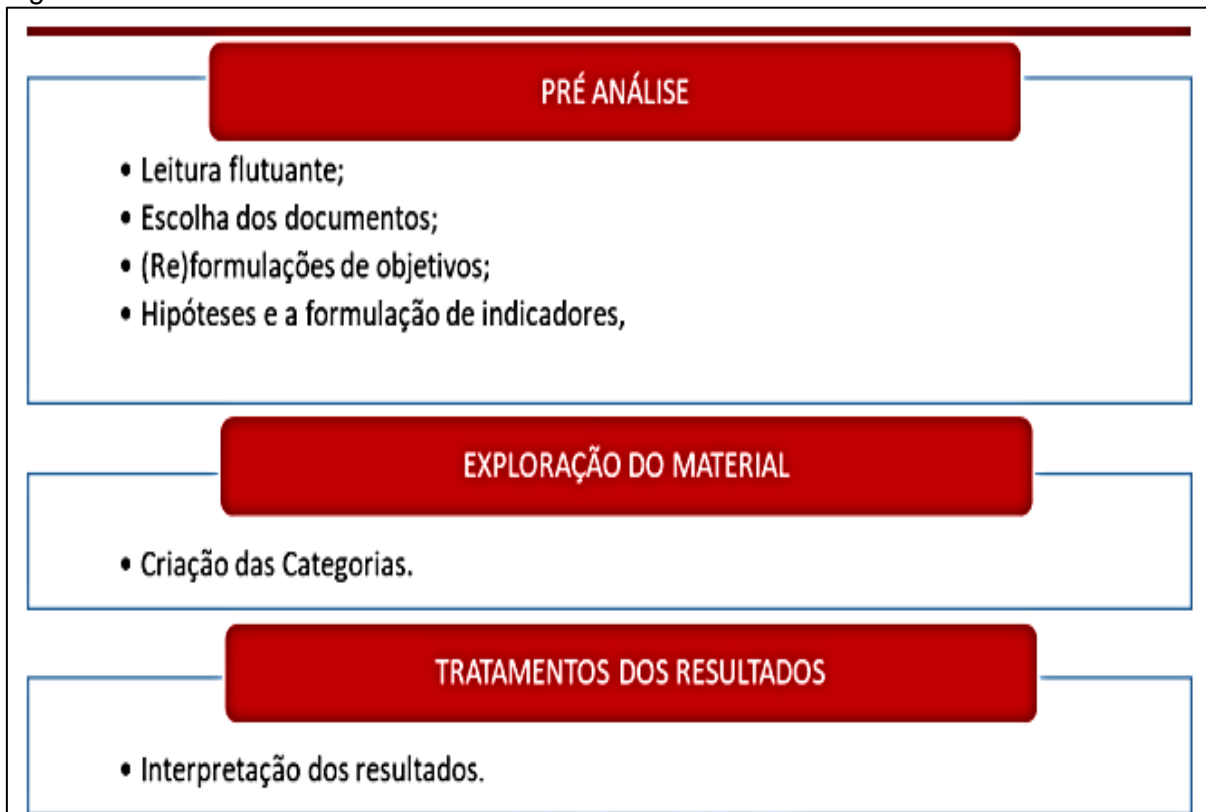 PRÉ ANÁLISE
• Leitura flutuante;
• Escolha dos documentos;
• (Re)formulações de objetivos;
• Hipóteses e a formulação de indicadores,
EXPLORAÇÃO DO MATERIAL
• Criação das Categorias.
TRATAMENTOS DOS RESULTADOS
• Interpretação dos resultados.